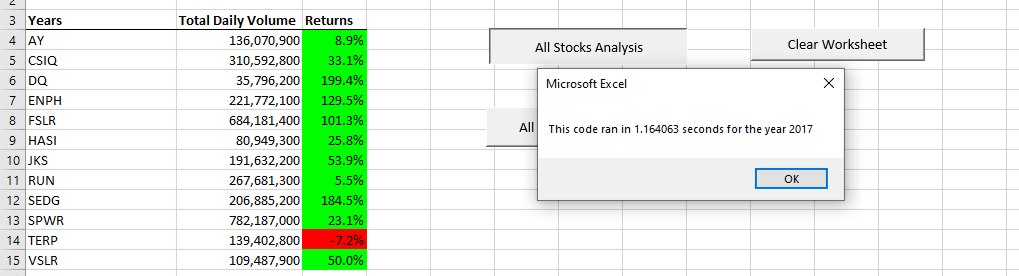 2
3 Years Total Daily Volume Returns
4 AY 136,070,900 8.9%
5 CSIQ 310,592,800 33.1%
6 DQ 35,796,200 199.4%
7 ENPH 221,772,100 129.5%
8 FSLR 684,181,400 101.3%
9 HASI 80,949,300 25.8%
10 JKS 191,632,200 53.9%
11 RUN 267,681,300 5.5%
12 SEDG 206,885,200 184.5%
13 SPWR 782,187,000 23.1%
14 TERP 139,402,800 -7.2%
15 VSLR 109,487,900 50.0%
All Stocks Analysis
Clear Worksheet
All
Microsoft Excel
This code ran in 1.164063 seconds for the year 2017
OK